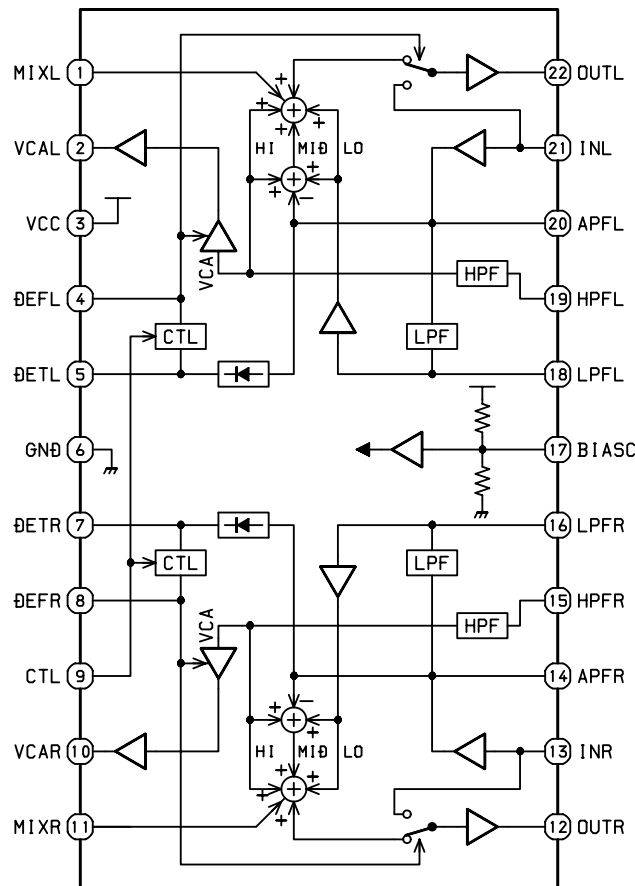 MIXL 1 22 OUTL
+
+ +
+
VCAL 2 HI MID LO 21 INL
+ +
−
VCC 3 20 APFL
VCA
HPF
DEFL 4 19 HPFL
CTL LPF
DETL 5 18 LPFL
GND 6 17 BIASC
DETR 7 16 LPFR
CTL LPF
DEFR 8 15 HPFR
VCA
HPF
CTL 9 14 APFR
−
+ +
VCAR 10 HI MID LO 13 INR
+ +
+
+
MIXR 11 12 OUTR